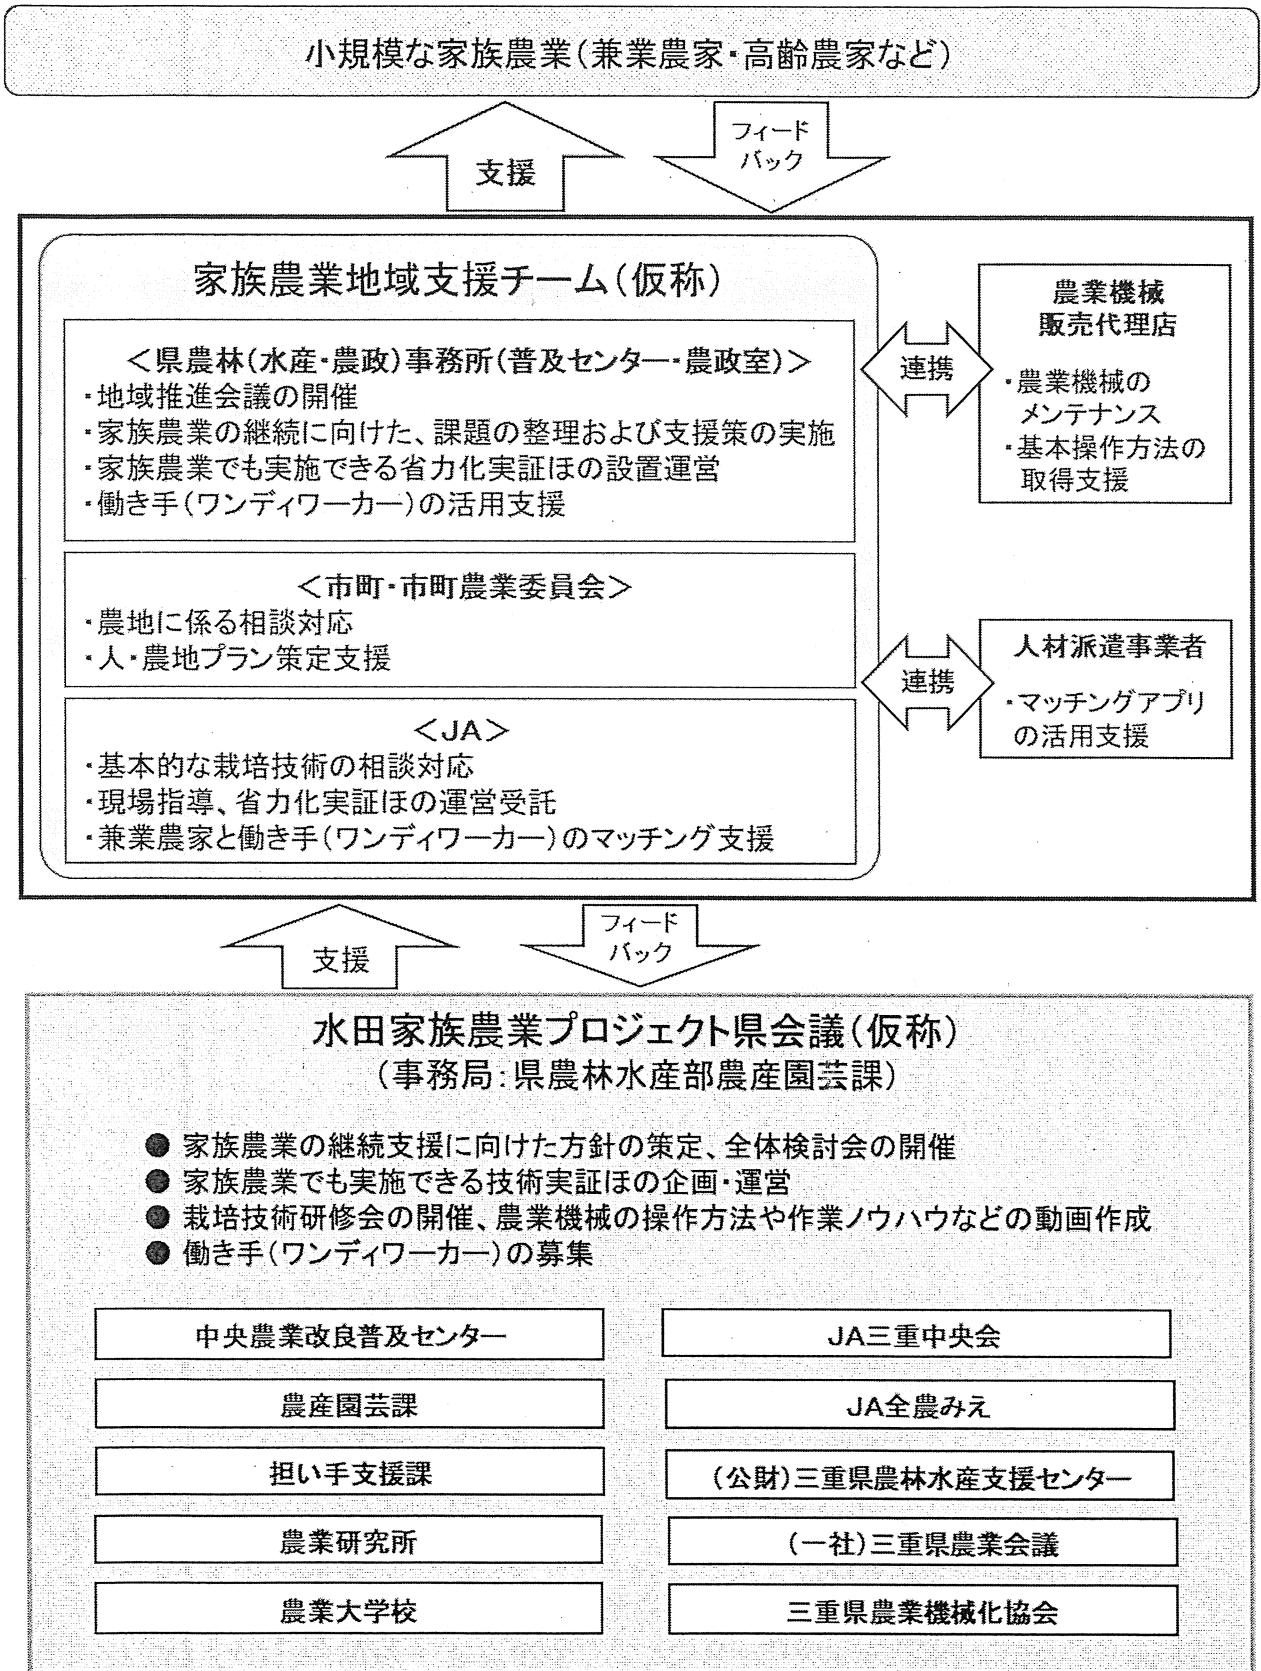 小規模な家族農業(兼業農家・高齢農家など)
支援
フィード
バック
家族農業地域支援チーム(仮称)
＜県農林(水産・農政)事務所(普及センター・農政室)＞
・地域推進会議の開催
・家族農業の継続に向けた、課題の整理および支援策の実施
・家族農業でも実施できる省力化実証ほの設置運営
・働き手(ワンディワーカー)の活用支援
＜市町・市町農業委員会＞
・農地に係る相談対応
・人・農地プラン策定支援
＜JA＞
・基本的な栽培技術の相談対応
・現場指導、省力化実証ほの運営受託
・兼業農家と働き手(ワンディワーカー)のマッチング支援
連携
農業機械
販売代理店
・農業機械の
メンテナンス
・基本操作方法の
取得支援
連携
人材派遣事業者
・マッチングアプリ
の活用支援
支援
フィード
バック
水田家族農業プロジェクト県会議(仮称)
(事務局:県農林水産部農産園芸課)
● 家族農業の継続支援に向けた方針の策定、全体検討会の開催
● 家族農業でも実施できる技術実証ほの企画・運営
● 栽培技術研修会の開催、農業機械の操作方法や作業ノウハウなどの動画作成
● 働き手(ワンディワーカー)の募集
中央農業改良普及センター
農産園芸課
担い手支援課
農業研究所
農業大学校
JA三重中央会
JA全農みえ
(公財)三重県農林水産支援センター
(一社)三重県農業会議
三重県農業機械化協会